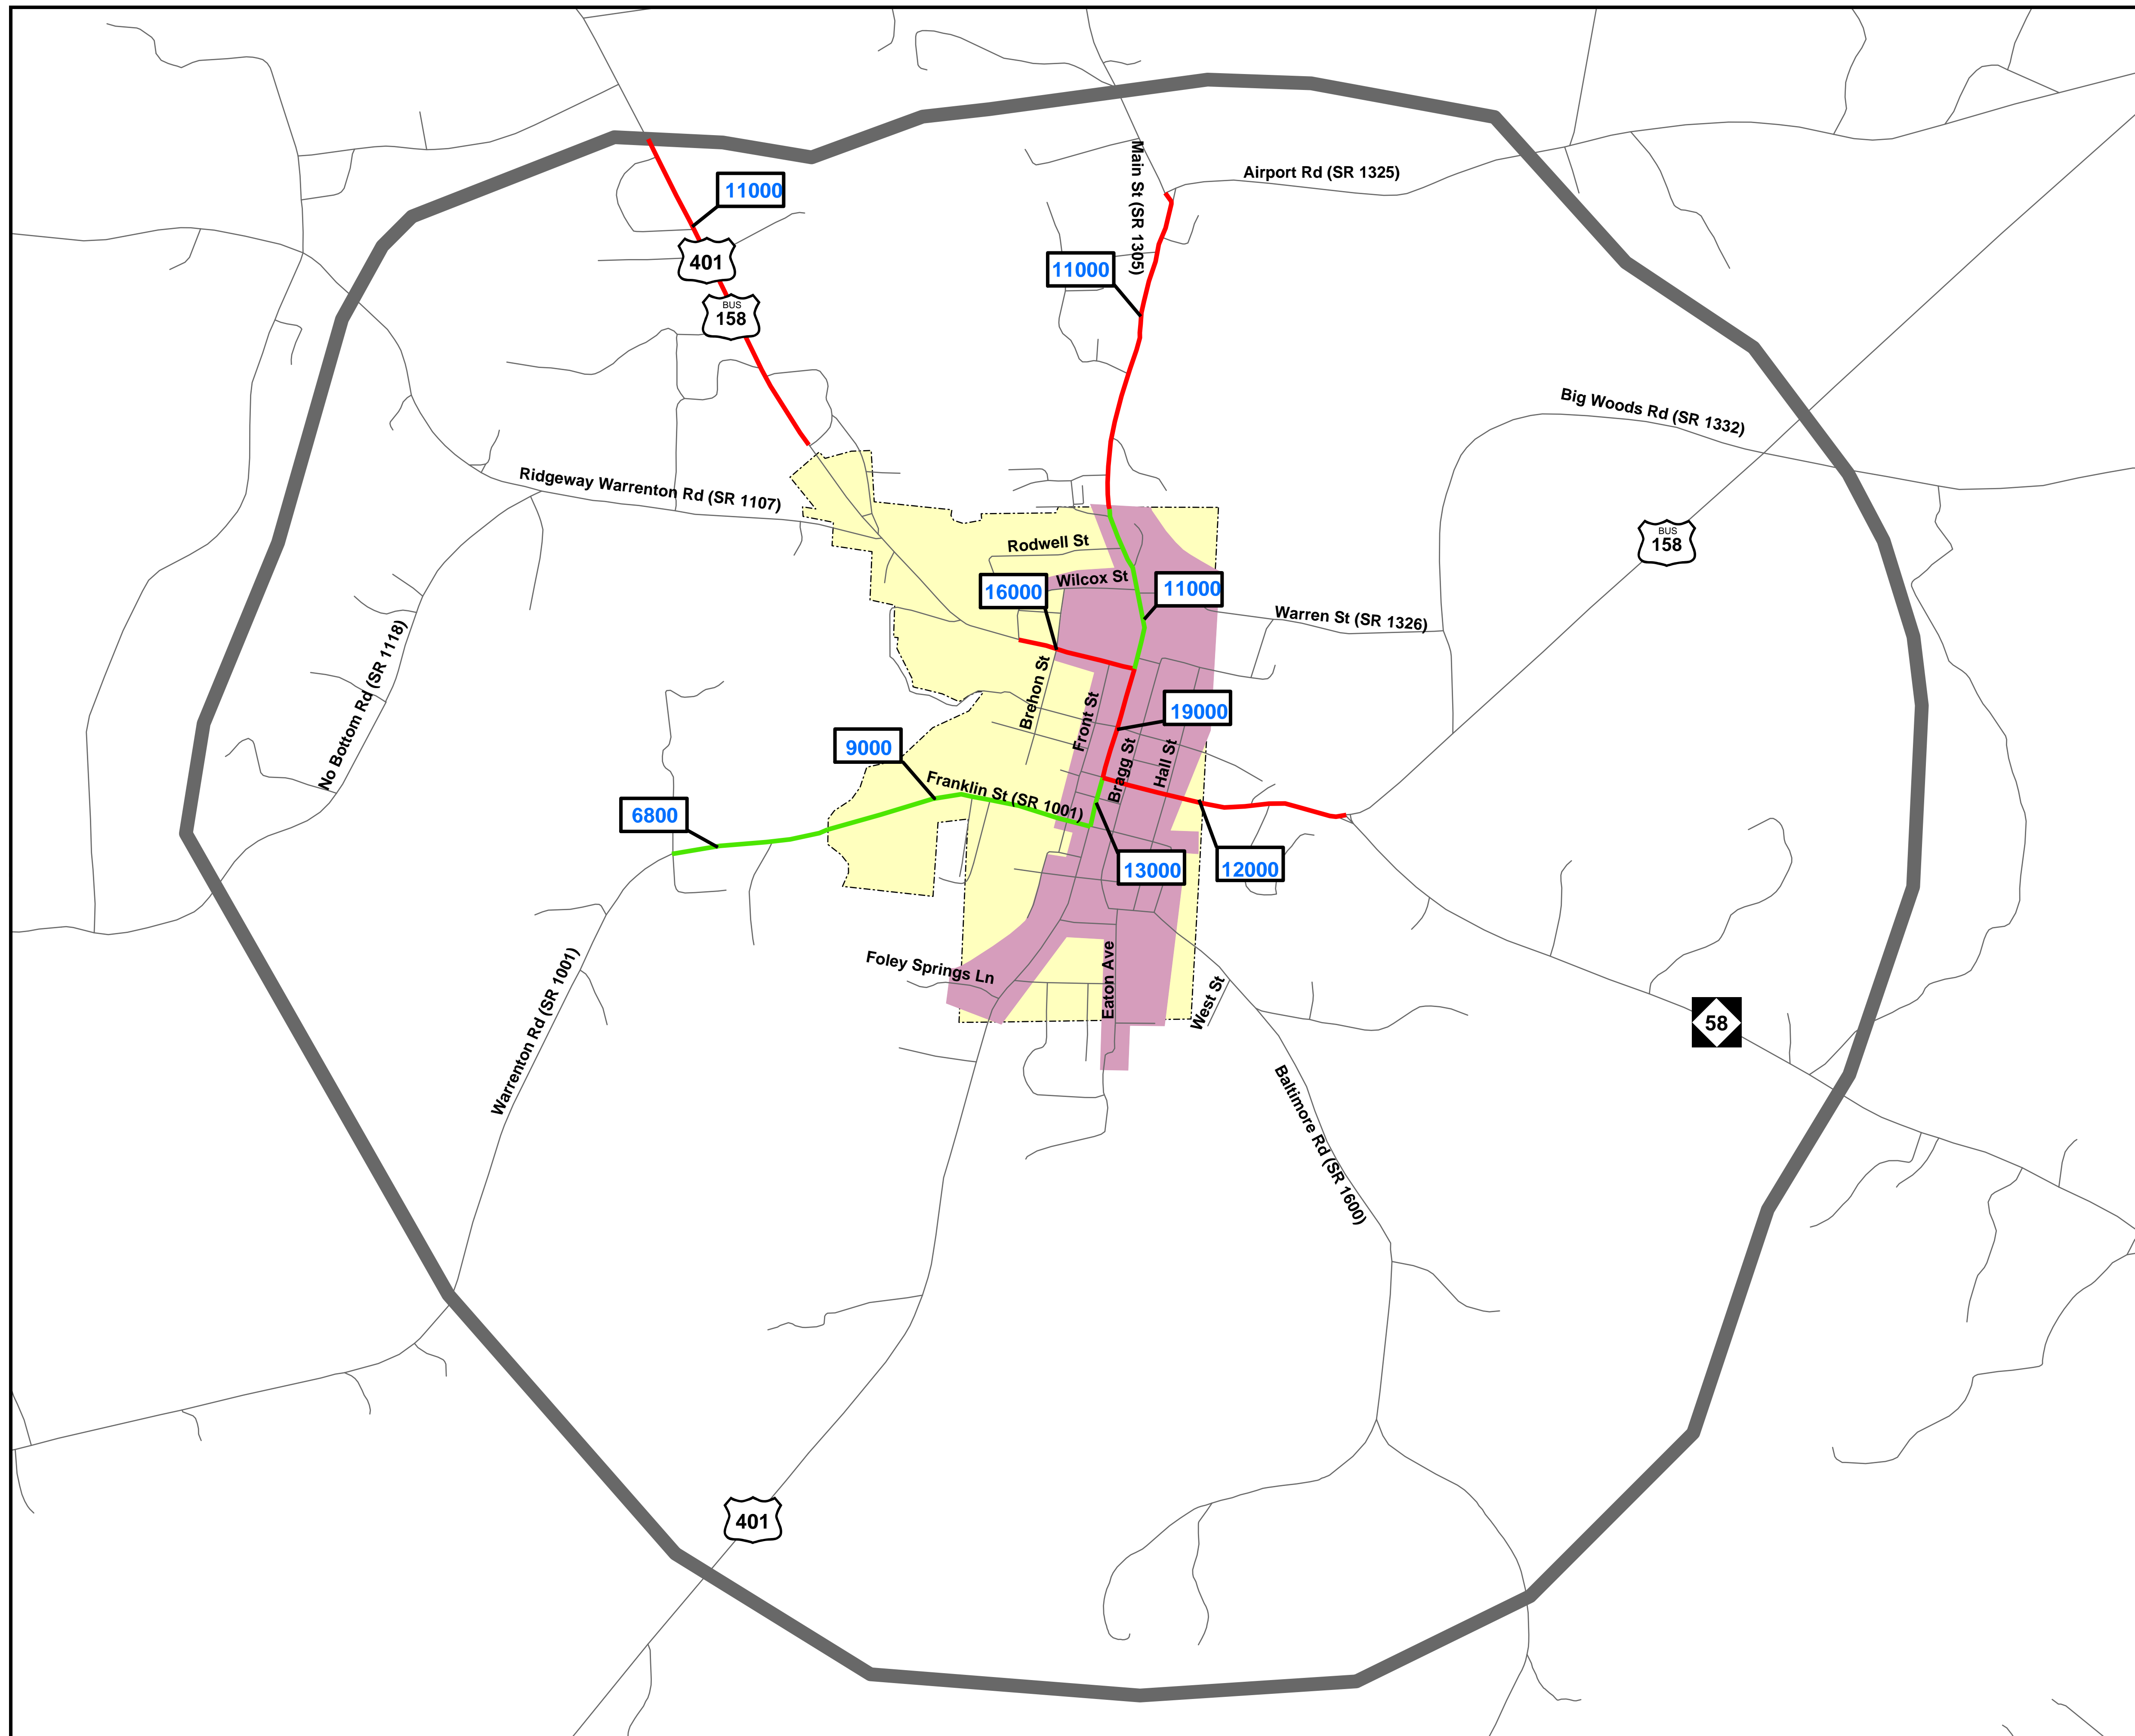 Main St (SR 1305)
Airport Rd (SR 1325)
11000
401
BUS
158
11000
Big Woods Rd (SR 1332)
Ridgeway Warrenton Rd (SR 1107)
BUS
158
Rodwell St
Wilcox St
16000
11000
Warren St (SR 1326)
No Bottom Rd (SR 1118)
Brehon St
Front St
19000
9000
Bragg St
Hall St
Franklin St (SR 1001)
6800
13000
12000
Foley Springs Ln
Eaton Ave
West St
58
Warrenton Rd (SR 1001)
Baltimore Rd (SR 1600)
401